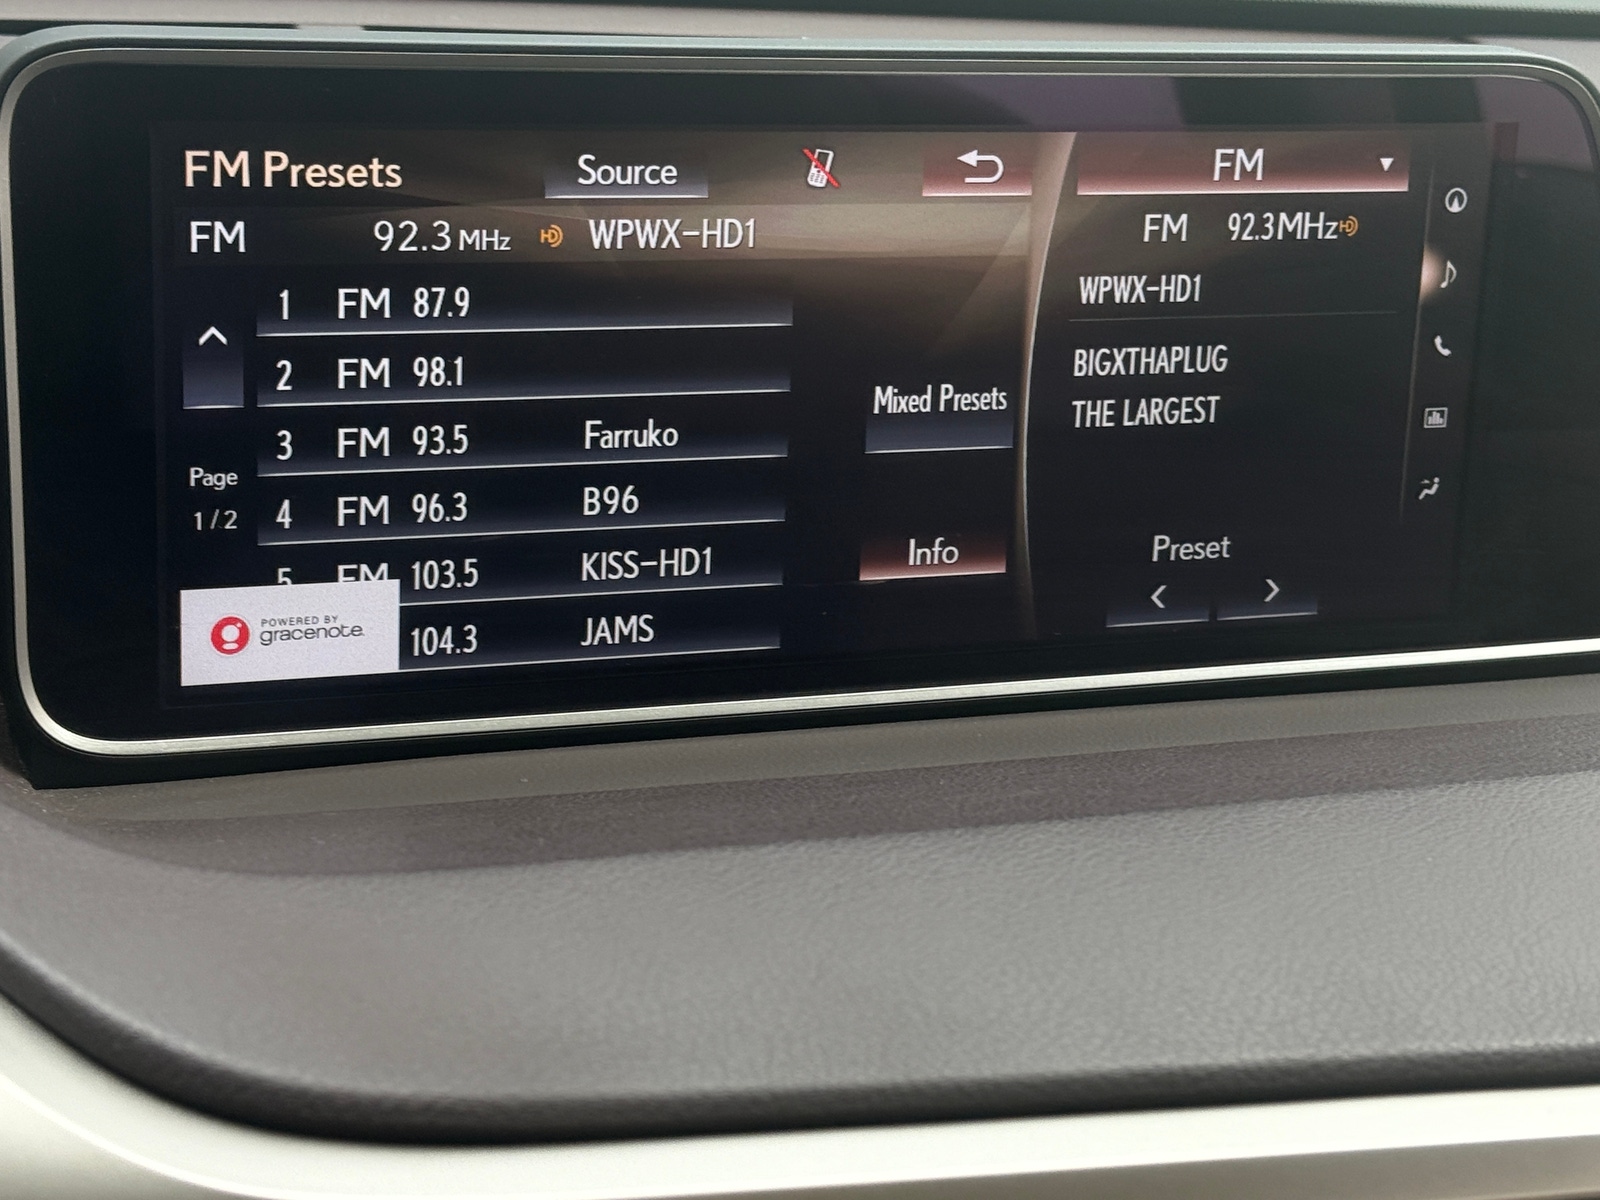 FM Presets Source FM
FM 92.3 MHz HD WPWX-HD1
FM 92.3MHz HD
WPWX-HD1
1 FM 87.9
2 FM 98.1
3 FM 93.5 Farruko
4 FM 96.3 B96
5 FM 103.5 KISS-HD1
104.3 JAMS
Page
1/2
POWERED BY
gracenote.
Mixed Presets
Info
BIGXTHAPLUG
THE LARGEST
Preset